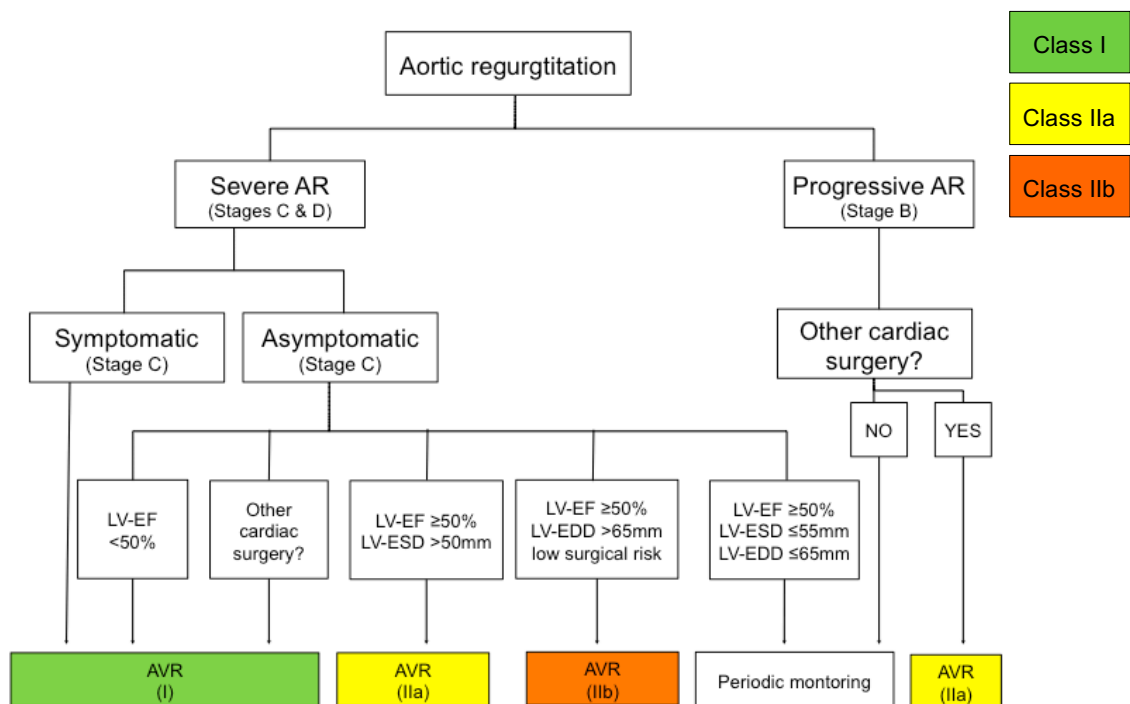 Aortic regurgtitation
Class I
Class IIa
Class IIb
Severe AR
(Stages C & D)
Progressive AR
(Stage B)
Symptomatic
(Stage C)
Asymptomatic
(Stage C)
Other cardiac
surgery?
NO
YES
LV-EF
<50%
Other
cardiac
surgery?
LV-EF ≥50%
LV-ESD >50mm
LV-EF ≥50%
LV-EDD >65mm
low surgical risk
LV-EF ≥50%
LV-ESD ≤55mm
LV-EDD ≤65mm
AVR
(I)
AVR
(IIa)
AVR
(IIb)
Periodic montoring
AVR
(IIa)